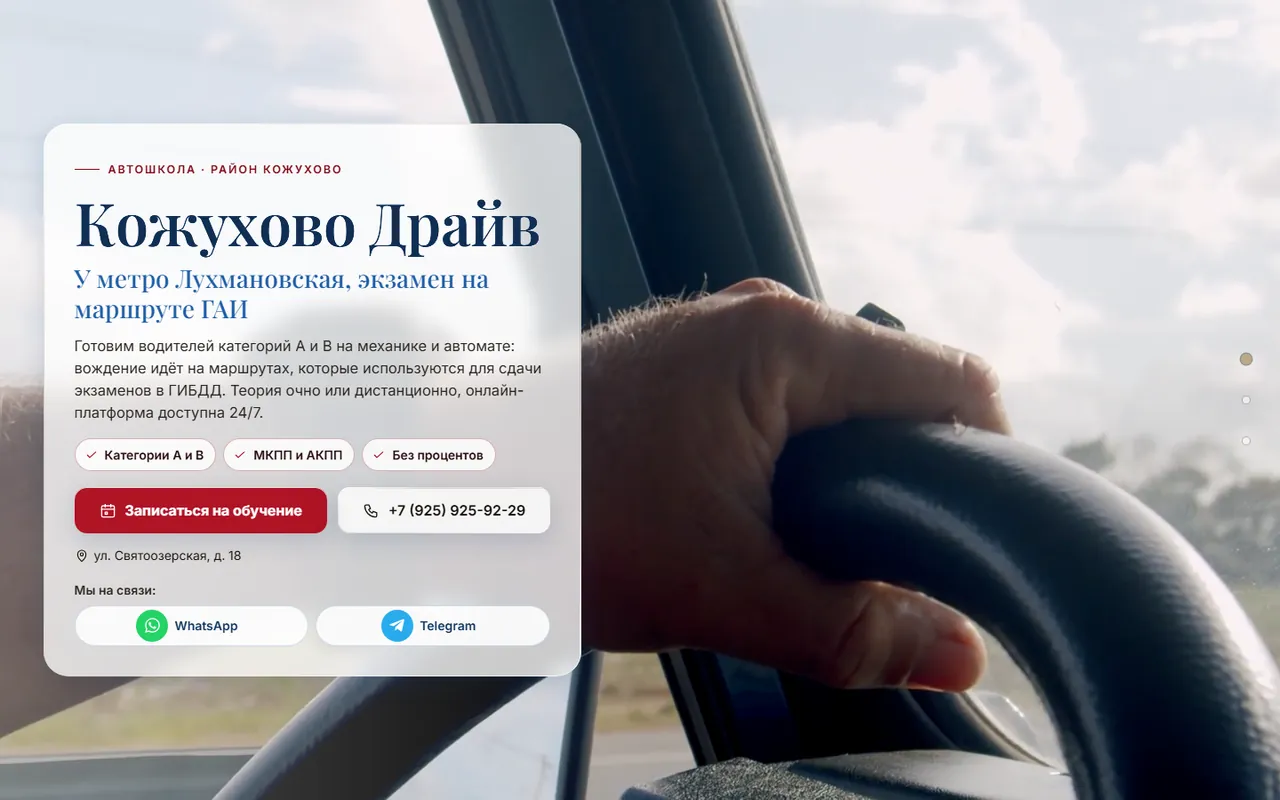 АВТОШКОЛА · РАЙОН КОЖУХОВО
Кожухово Драйв
У метро Лухмановская, экзамен на
маршруте ГАИ
Готовим водителей категорий А и В на механике и автомате:
вождение идёт на маршрутах, которые используются для сдачи
экзаменов в ГИБДД. Теория очно или дистанционно, онлайн-
платформа доступна 24/7.
Категории А и В
МКПП и АКПП
Без процентов
Записаться на обучение
+7 (925) 925-92-29
ул. Святоозерская, д. 18
Мы на связи:
WhatsApp
Telegram